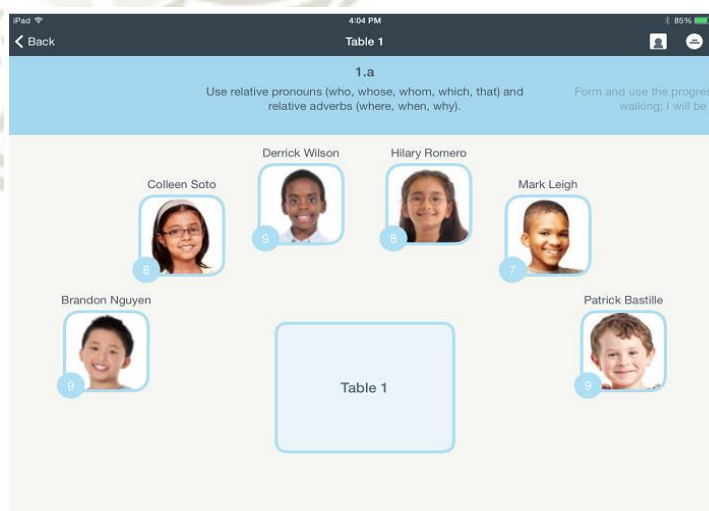 iPad 4:04 PM 85%
Back Table 1
1.a
Use relative pronouns (who, whose, whom, which, that) and
relative adverbs (where, when, why).
Form and use the progres
walking; I will be
Derrick Wilson Hilary Romero
Colleen Soto Mark Leigh
9 8
8 7
Brandon Nguyen Patrick Bastille
9 9
Table 1